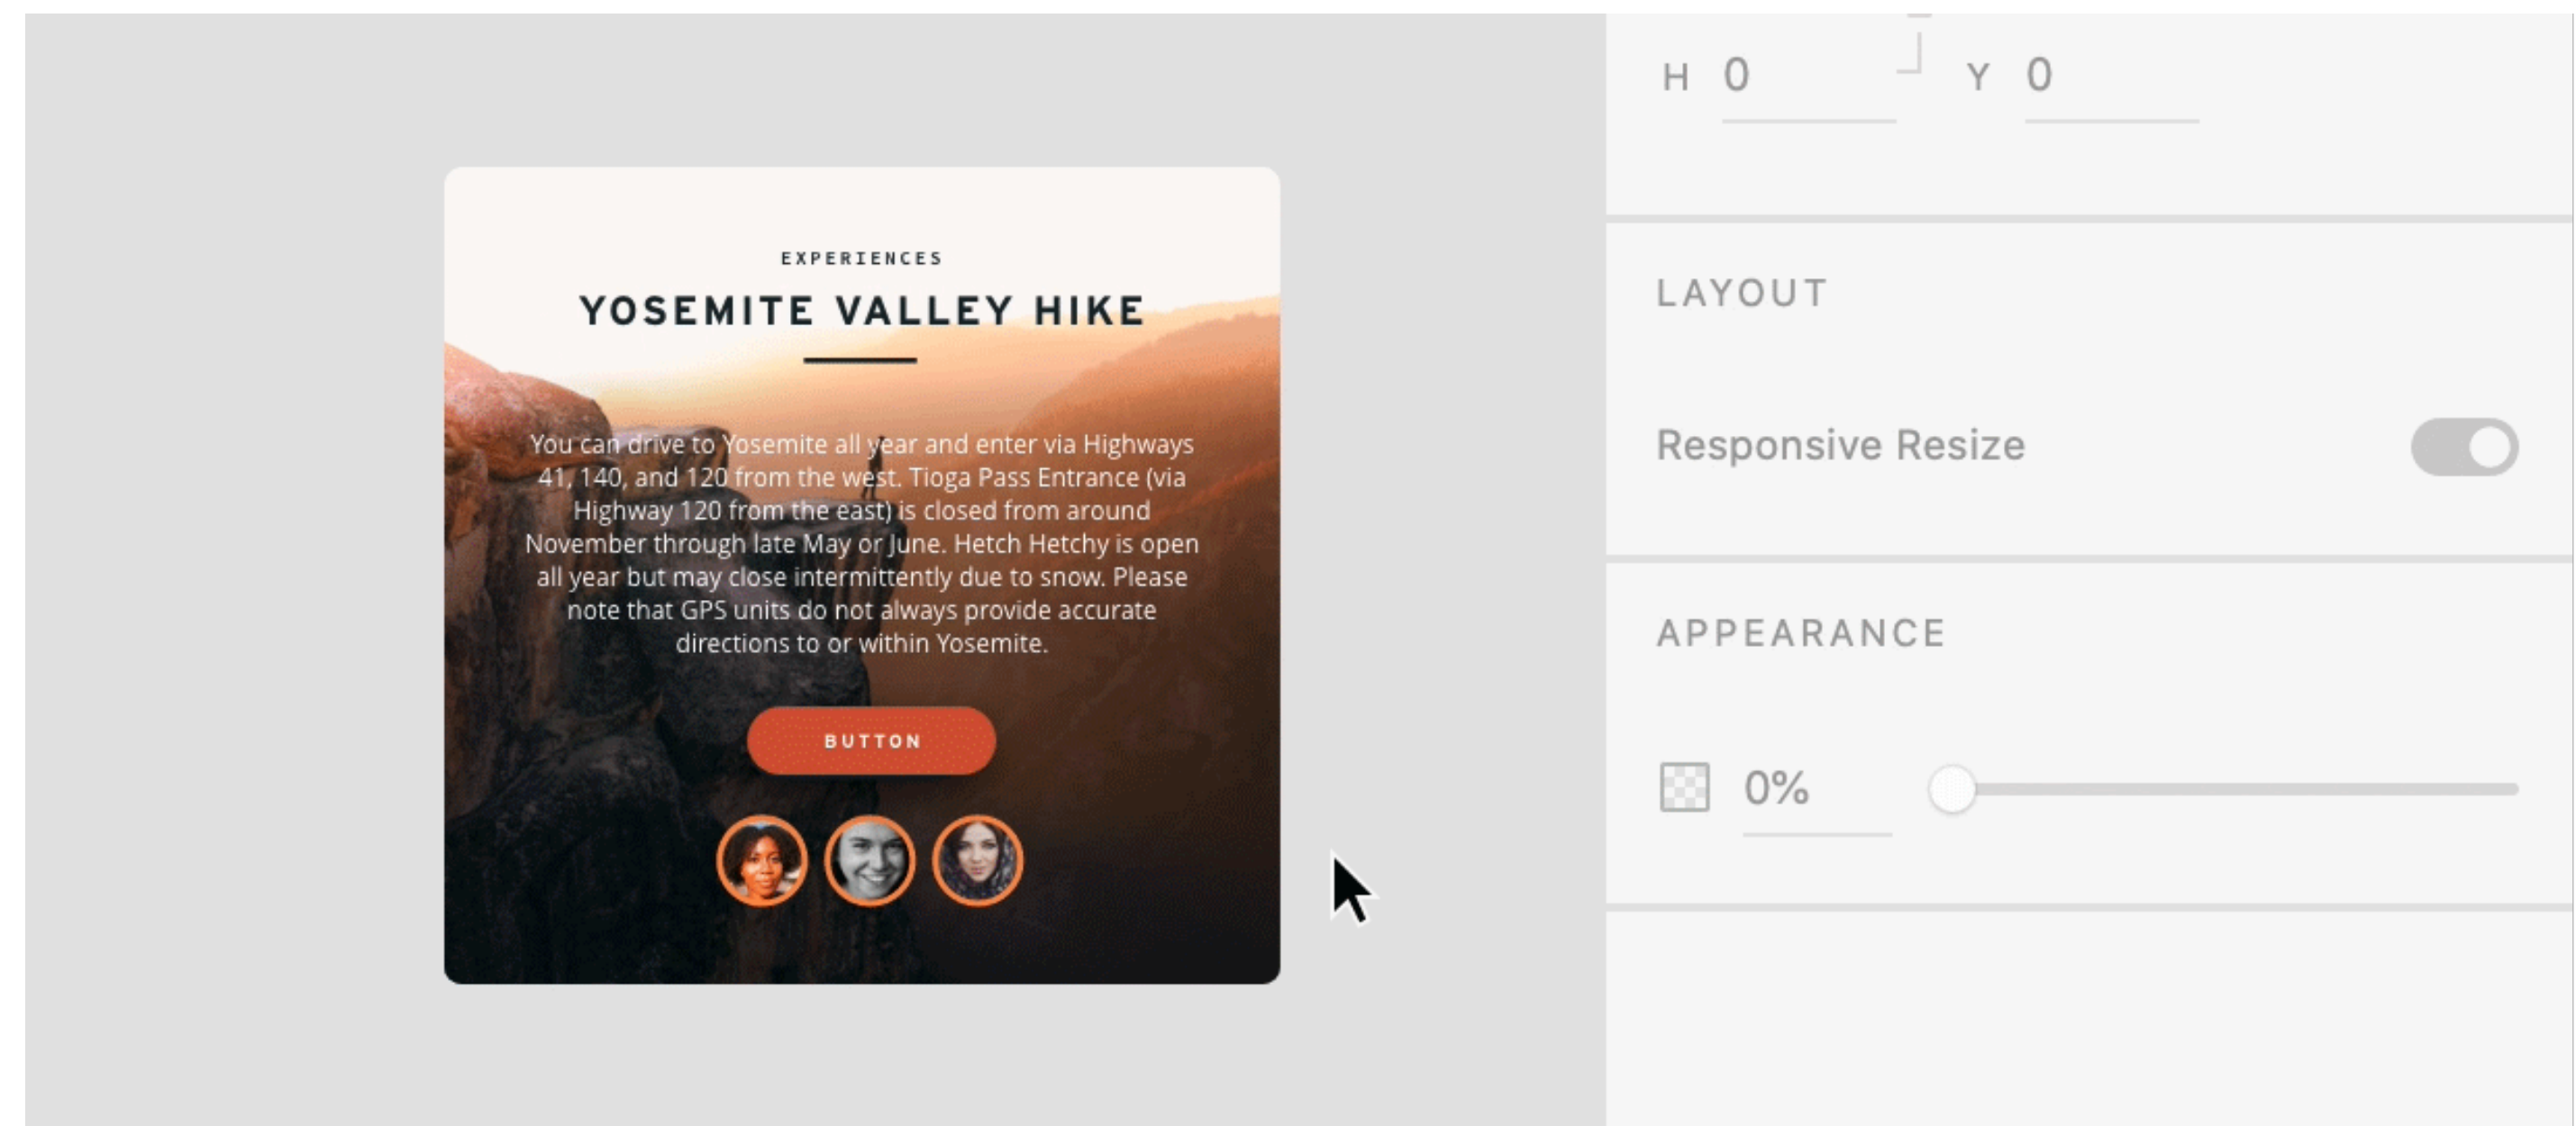 EXPERIENCES
YOSEMITE VALLEY HIKE
You can drive to Yosemite all year and enter via Highways
41, 140, and 120 from the west. Tioga Pass Entrance (via
Highway 120 from the east) is closed from around
November through late May or June. Hetch Hetchy is open
all year but may close intermittently due to snow. Please
note that GPS units do not always provide accurate
directions to or within Yosemite.
BUTTON
H 0 Y 0
LAYOUT
Responsive Resize
APPEARANCE
0%